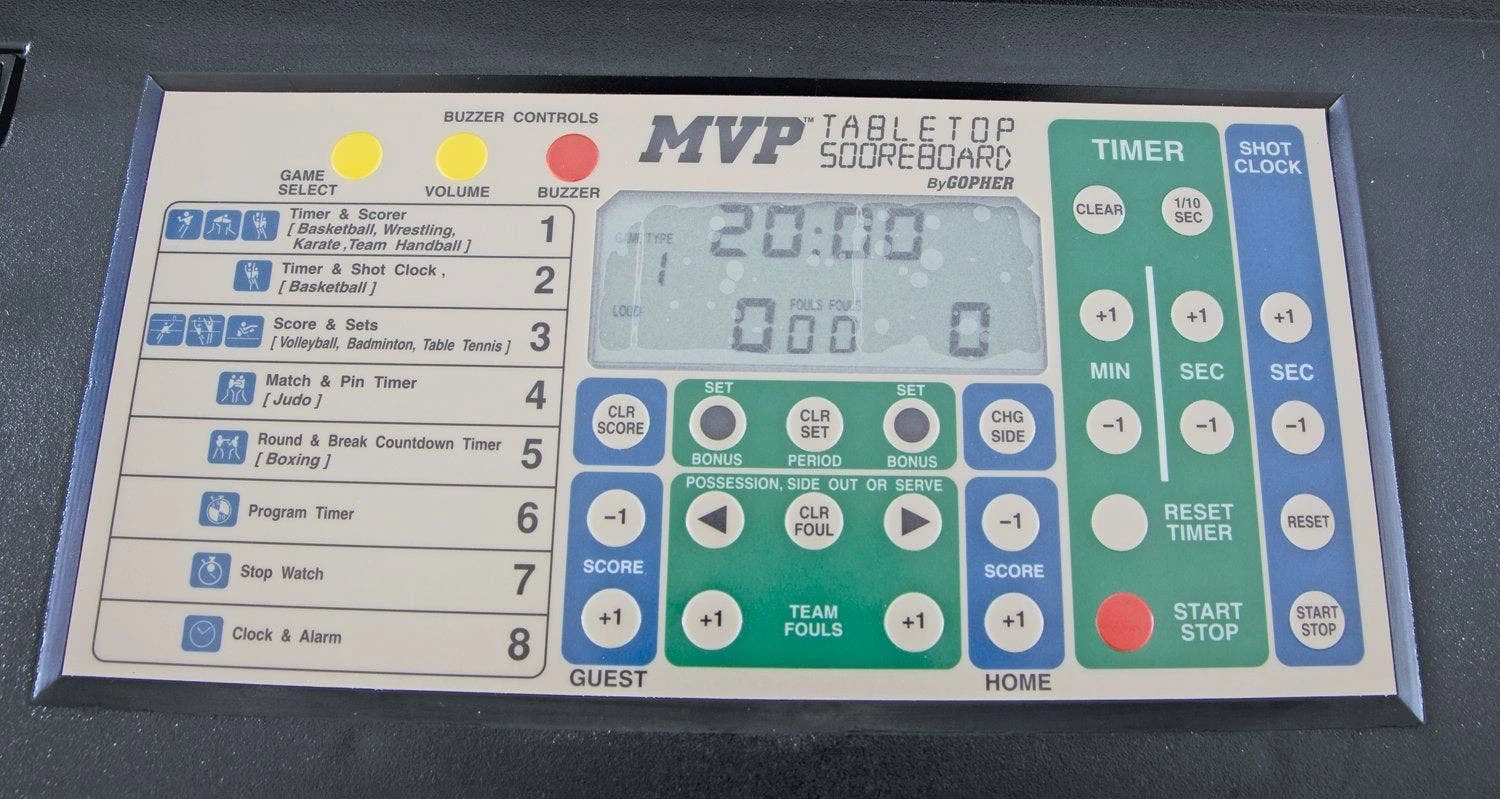 BUZZER CONTROLS
GAME
SELECT
VOLUME
BUZZER
MVP™
TABLETOP
SOOREBOARD
By GOPHER
Timer & Scorer
[ Basketball, Wrestling,
Karate ,Team Handball ]
1
Timer & Shot Clock ,
[ Basketball ]
2
Score & Sets
[ Volleyball, Badminton, Table Tennis ]
3
Match & Pin Timer
[ Judo ]
4
Round & Break Countdown Timer
[ Boxing ]
5
Program Timer
6
Stop Watch
7
Clock & Alarm
8
20:00
GAME TYPE
1
LOUD
FOULS FOULS
0 0 0 0
CLR
SCORE
SET
BONUS
CLR
SET
PERIOD
SET
BONUS
CHG
SIDE
POSSESSION, SIDE OUT OR SERVE
CLR
FOUL
-1
SCORE
+1
GUEST
+1
TEAM
FOULS
+1
-1
SCORE
+1
HOME
TIMER
CLEAR
1/10
SEC
+1
+1
MIN
SEC
-1
-1
RESET
TIMER
START
STOP
SHOT
CLOCK
+1
SEC
-1
RESET
START
STOP